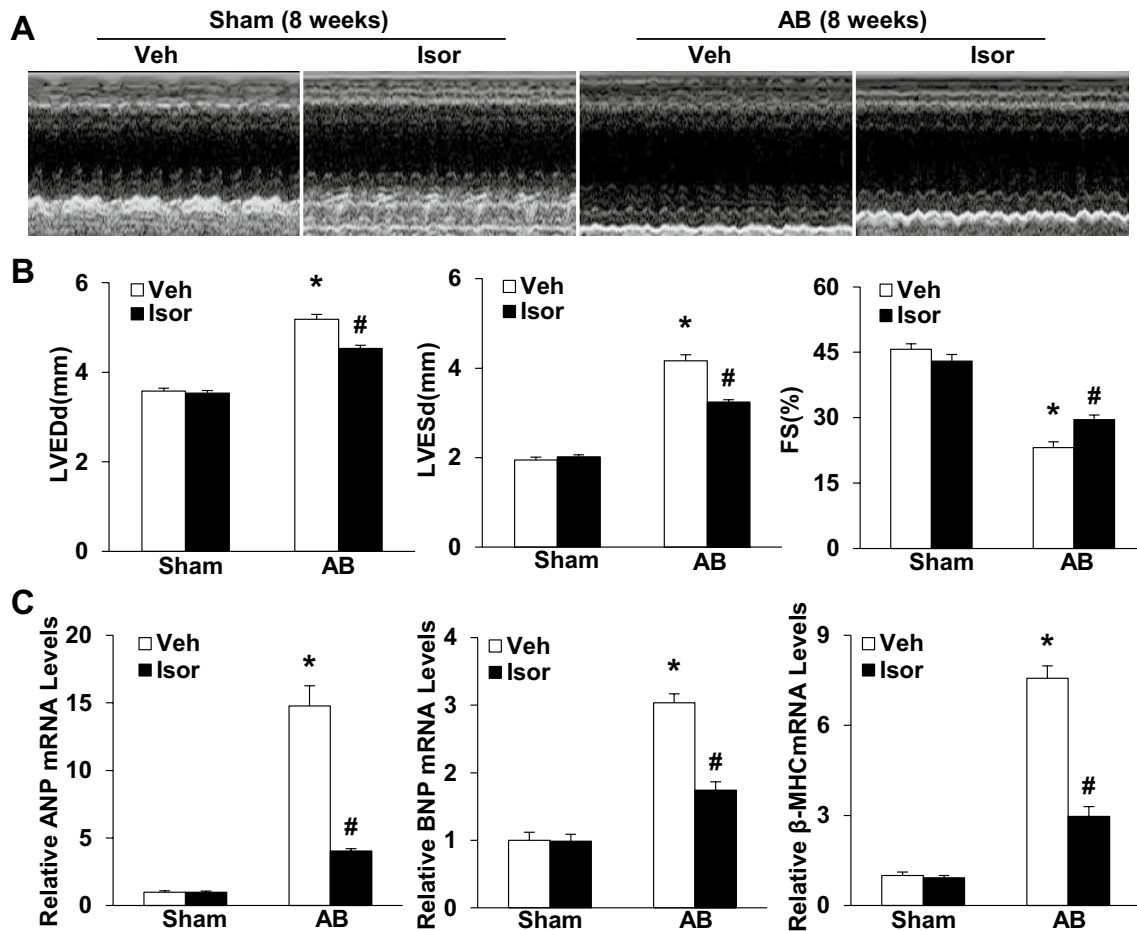 A
Sham (8 weeks)
AB (8 weeks)
Veh
Isor
Veh
Isor
B
LVEDd(mm)
6
4
2
0
Veh
Isor
*
#
Sham
AB
LVESd(mm)
6
4
2
0
Veh
Isor
*
#
Sham
AB
FS(%)
60
45
30
15
0
Veh
Isor
*
#
Sham
AB
C
Relative ANP mRNA Levels
20
15
10
5
0
Veh
Isor
*
#
Sham
AB
Relative BNP mRNA Levels
4
3
2
1
0
Veh
Isor
*
#
Sham
AB
Relative β-MHCmRNA Levels
9
6
3
0
Veh
Isor
*
#
Sham
AB